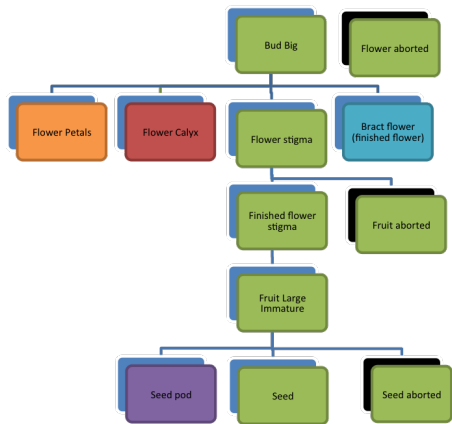 Bud Big
Flower aborted
Flower Petals
Flower Calyx
Flower stigma
Bract flower
(finished flower)
Finished flower
stigma
Fruit aborted
Fruit Large
Immature
Seed pod
Seed
Seed aborted